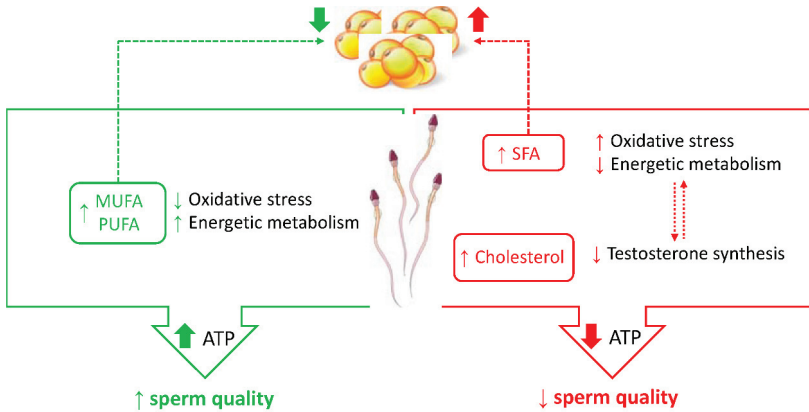 ↑ MUFA
PUFA
↓ Oxidative stress
↑ Energetic metabolism
↑ ATP
↑ sperm quality
↑ SFA
↑ Oxidative stress
↓ Energetic metabolism
↑ Cholesterol
↓ Testosterone synthesis
↓ ATP
↓ sperm quality